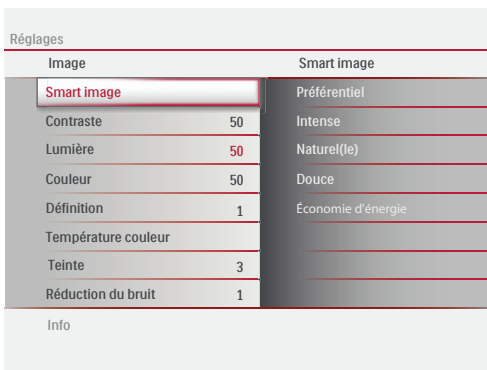 Réglages
Image Smart image
Smart image Préférentiel
Contraste 50 Intense
Lumière 50 Naturel(le)
Couleur 50 Douce
Définition 1 Économie d'énergie
Température couleur
Teinte 3
Réduction du bruit 1
Info